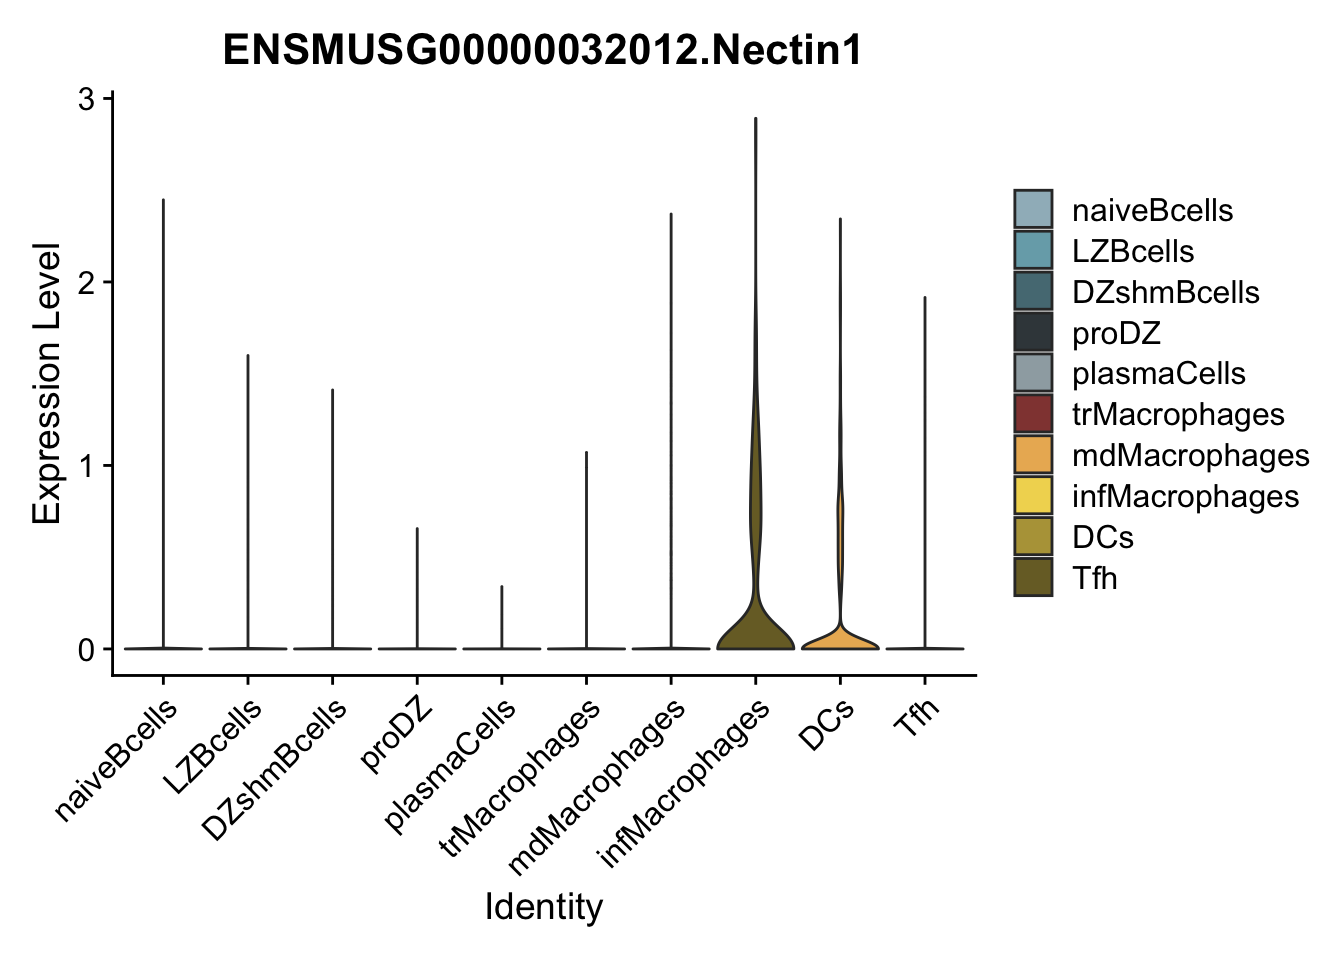 ENSMUSG00000032012.Nectin1
Expression Level
3
2
1
0
naiveBcells
LZBcells
DZshmBcells
proDZ
plasmaCells
trMacrophages
mdMacrophages
infMacrophages
DCs
Tfh
Identity
naiveBcells
LZBcells
DZshmBcells
proDZ
plasmaCells
trMacrophages
mdMacrophages
infMacrophages
DCs
Tfh